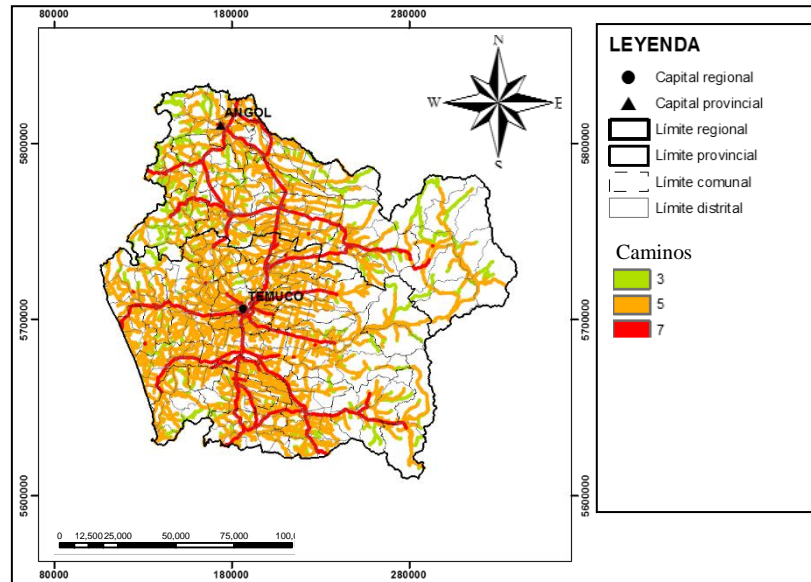 80000 180000 280000
N
W E
S
ANGOL
TEMUCO
5800000 5800000
5700000 5700000
5600000 5600000
0 12,500 25,000 50,000 75,000 100,0
80000 180000 280000
LEYENDA
Capital regional
Capital provincial
Límite regional
Límite provincial
Límite comunal
Límite distrital
Caminos
3
5
7